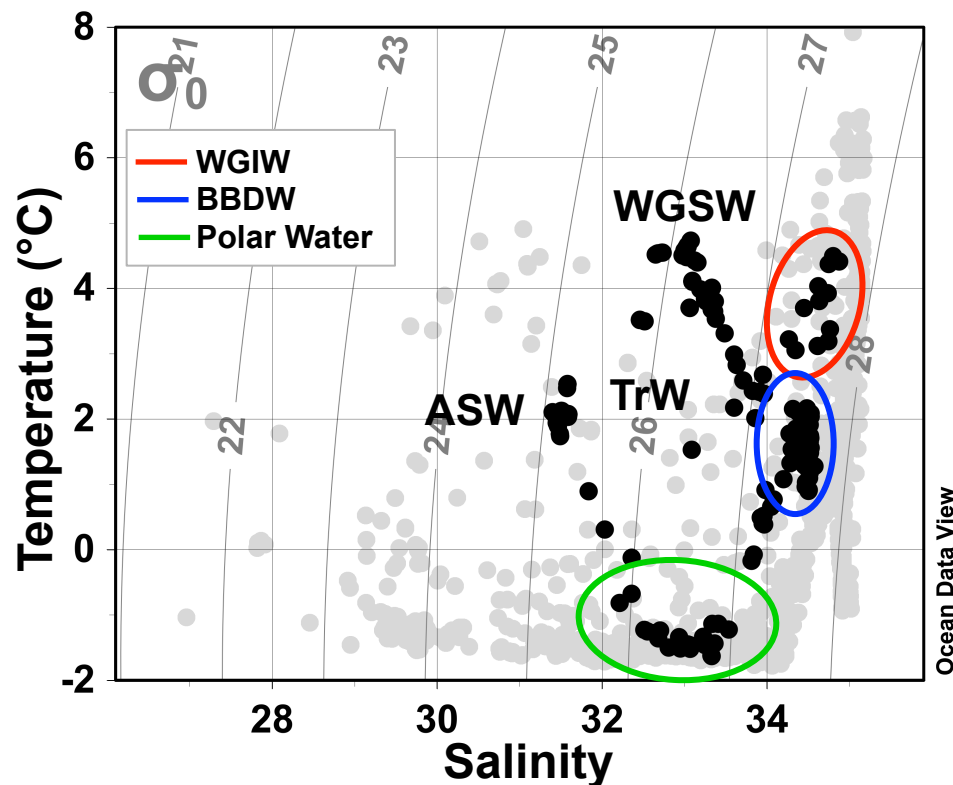 8
6
4
2
0
-2
Temperature (°C)
σ0
21
23
25
27
WGIW
BBDW
Polar Water
WGSW
ASW
TrW
22
24
26
28
28
30
32
34
Salinity
Ocean Data View